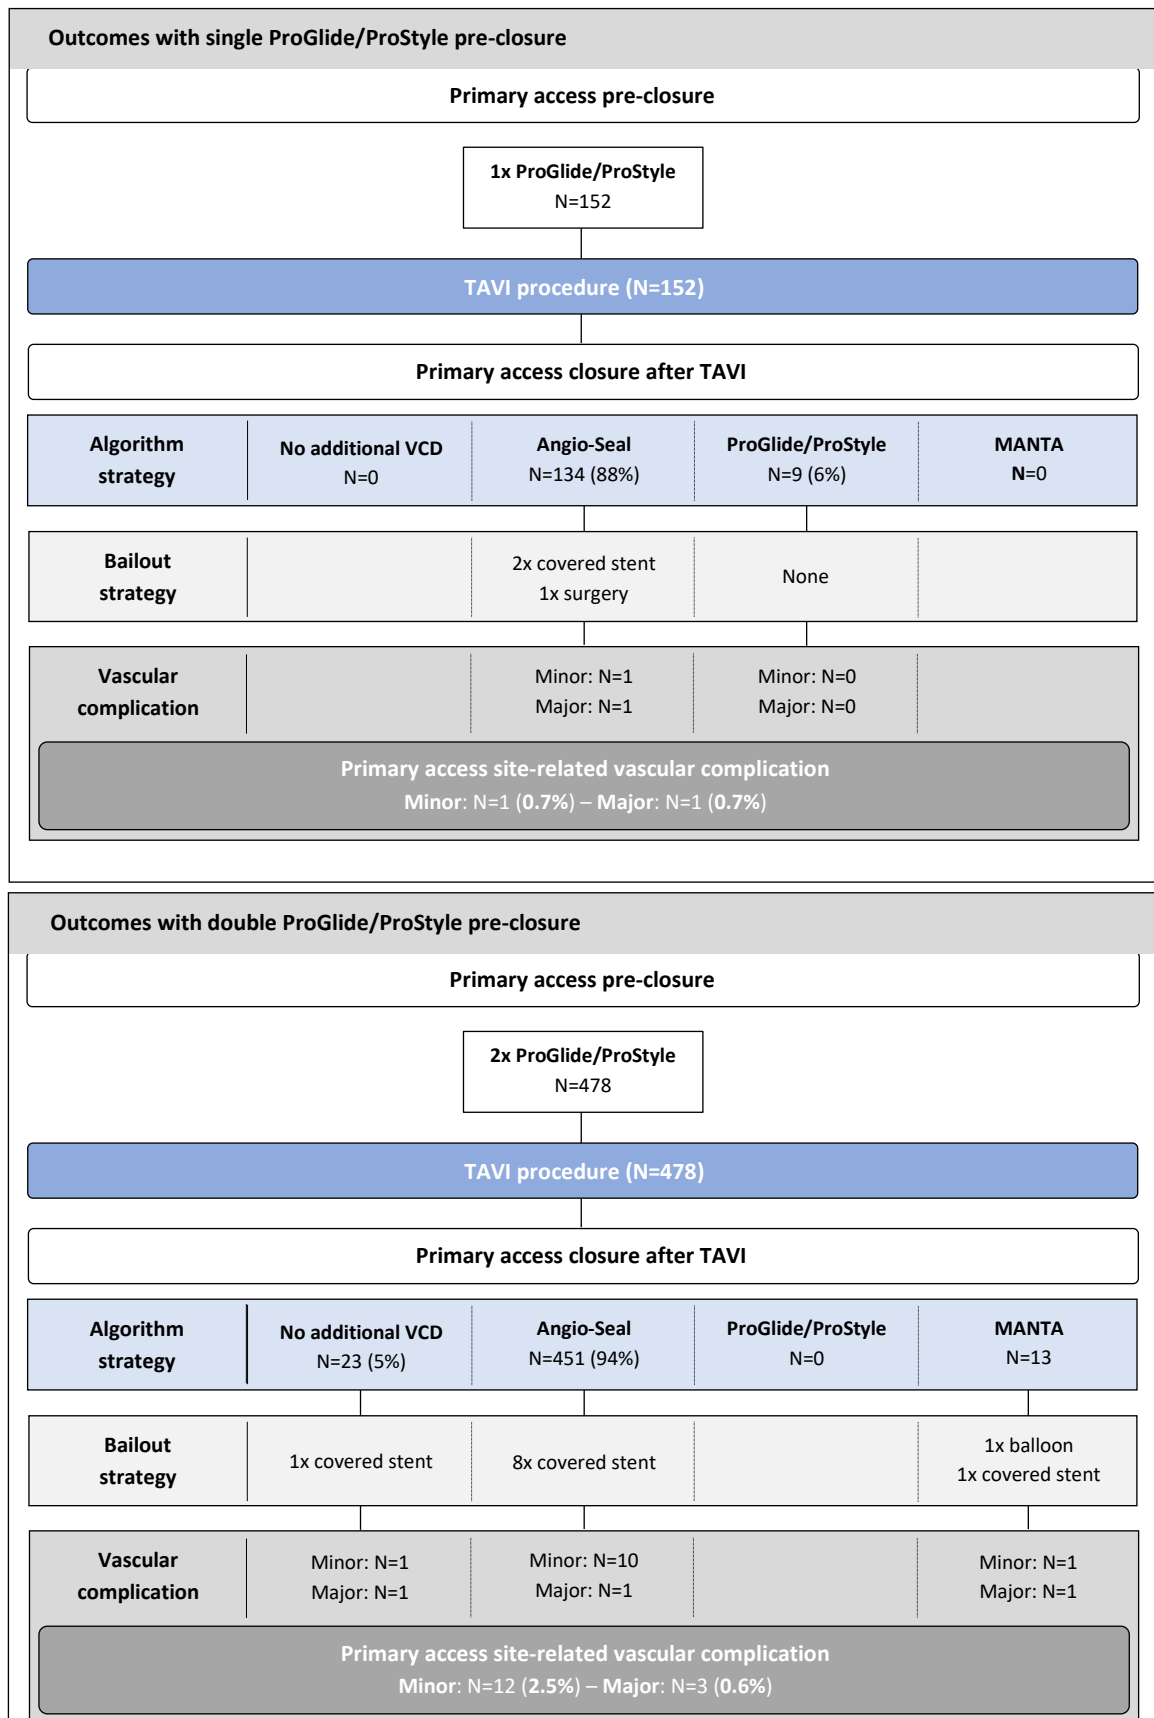 Outcomes with single ProGlide/ProStyle pre-closure
Primary access pre-closure
1x ProGlide/ProStyle
N=152
TAVI procedure (N=152)
Primary access closure after TAVI
Algorithm
strategy
No additional VCD
N=0
Angio-Seal
N=134 (88%)
ProGlide/ProStyle
N=9 (6%)
MANTA
N=0
Bailout
strategy
2x covered stent
1x surgery
None
Vascular
complication
Minor: N=1
Major: N=1
Minor: N=0
Major: N=0
Primary access site-related vascular complication
Minor: N=1 (0.7%) – Major: N=1 (0.7%)
Outcomes with double ProGlide/ProStyle pre-closure
Primary access pre-closure
2x ProGlide/ProStyle
N=478
TAVI procedure (N=478)
Primary access closure after TAVI
Algorithm
strategy
No additional VCD
N=23 (5%)
Angio-Seal
N=451 (94%)
ProGlide/ProStyle
N=0
MANTA
N=13
Bailout
strategy
1x covered stent
8x covered stent
1x balloon
1x covered stent
Vascular
complication
Minor: N=1
Major: N=1
Minor: N=10
Major: N=1
Minor: N=1
Major: N=1
Primary access site-related vascular complication
Minor: N=12 (2.5%) – Major: N=3 (0.6%)